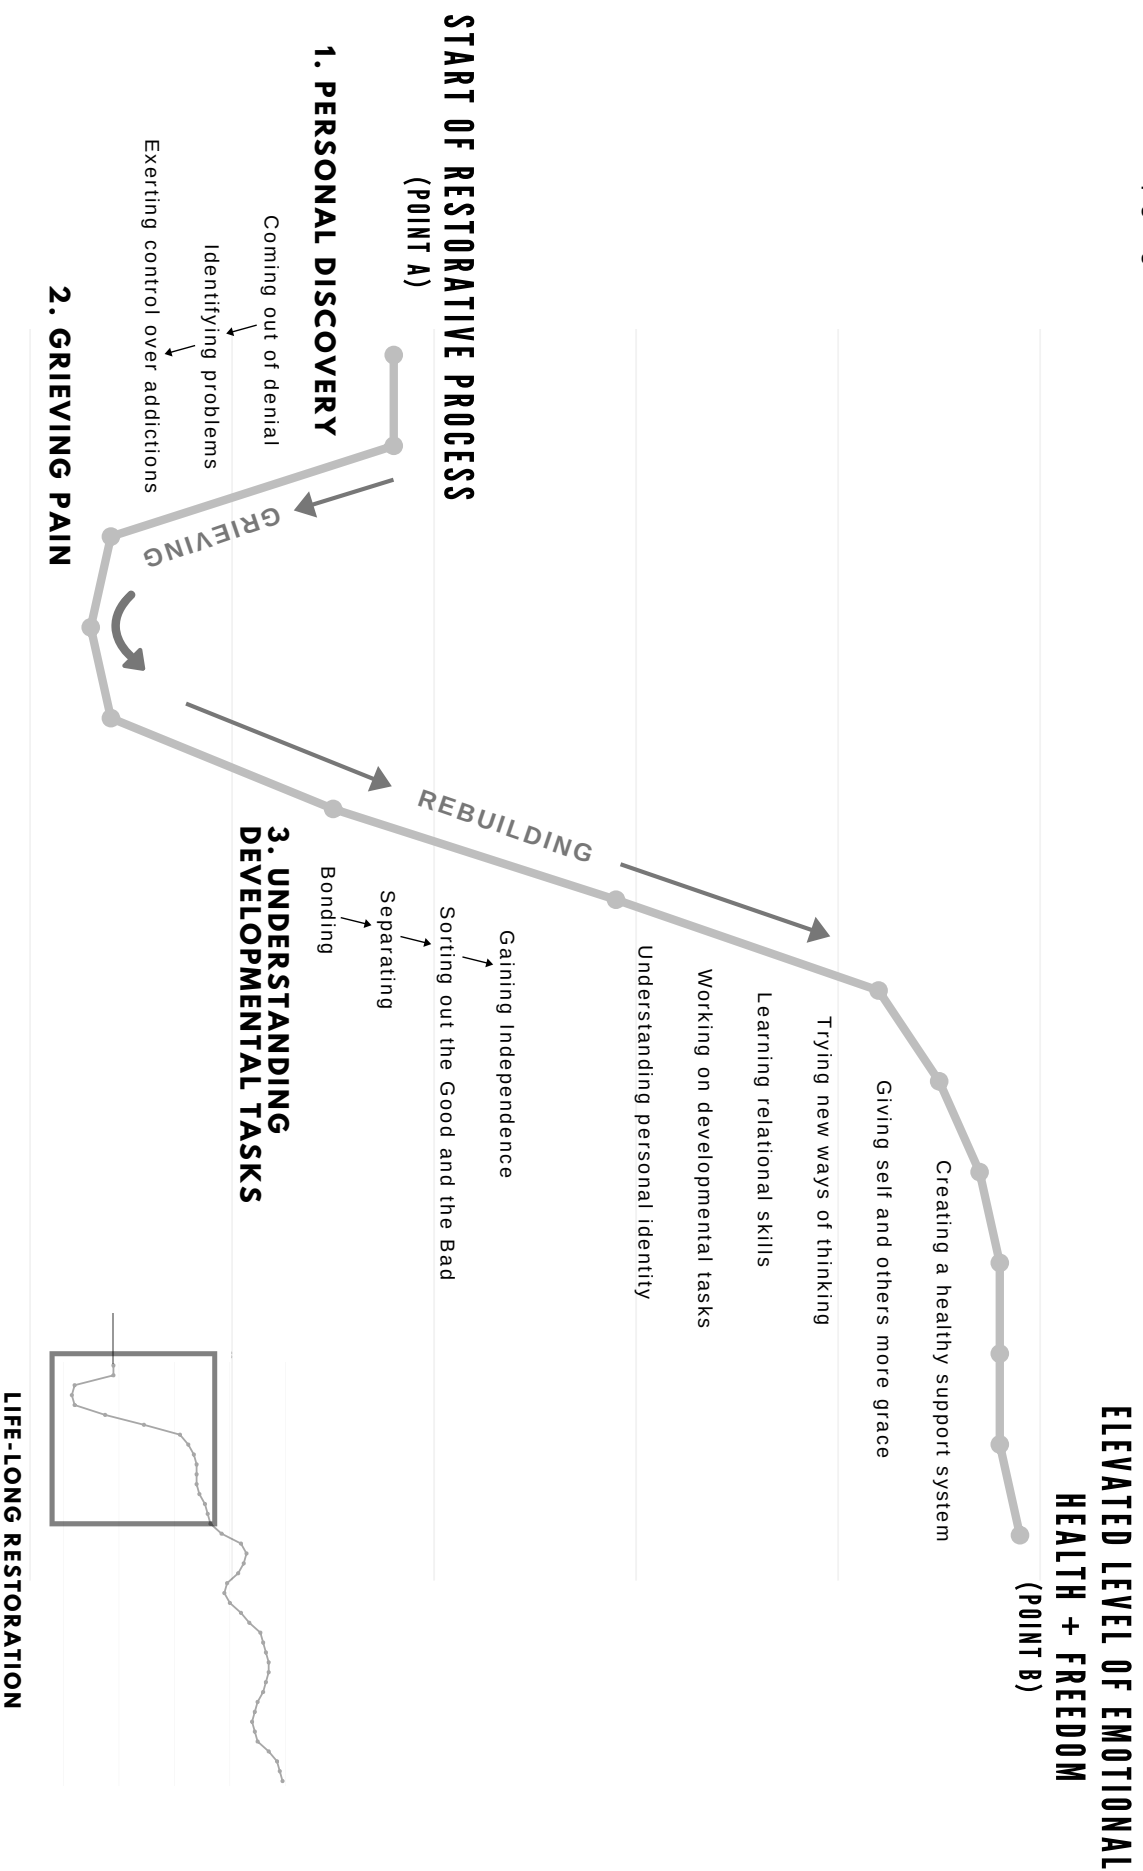 START OF RESTORATIVE PROCESS
(POINT A)
1. PERSONAL DISCOVERY
Coming out of denial
Identifying problems
Exerting control over addictions
2. GRIEVING PAIN
GRIEVING
REBUILDING
3. UNDERSTANDING
DEVELOPMENTAL TASKS
Bonding
Separating
Sorting out the Good and the Bad
Gaining Independence
Understanding personal identity
Working on developmental tasks
Learning relational skills
Trying new ways of thinking
Giving self and others more grace
Creating a healthy support system
ELEVATED LEVEL OF EMOTIONAL
HEALTH + FREEDOM
(POINT B)
LIFE-LONG RESTORATION